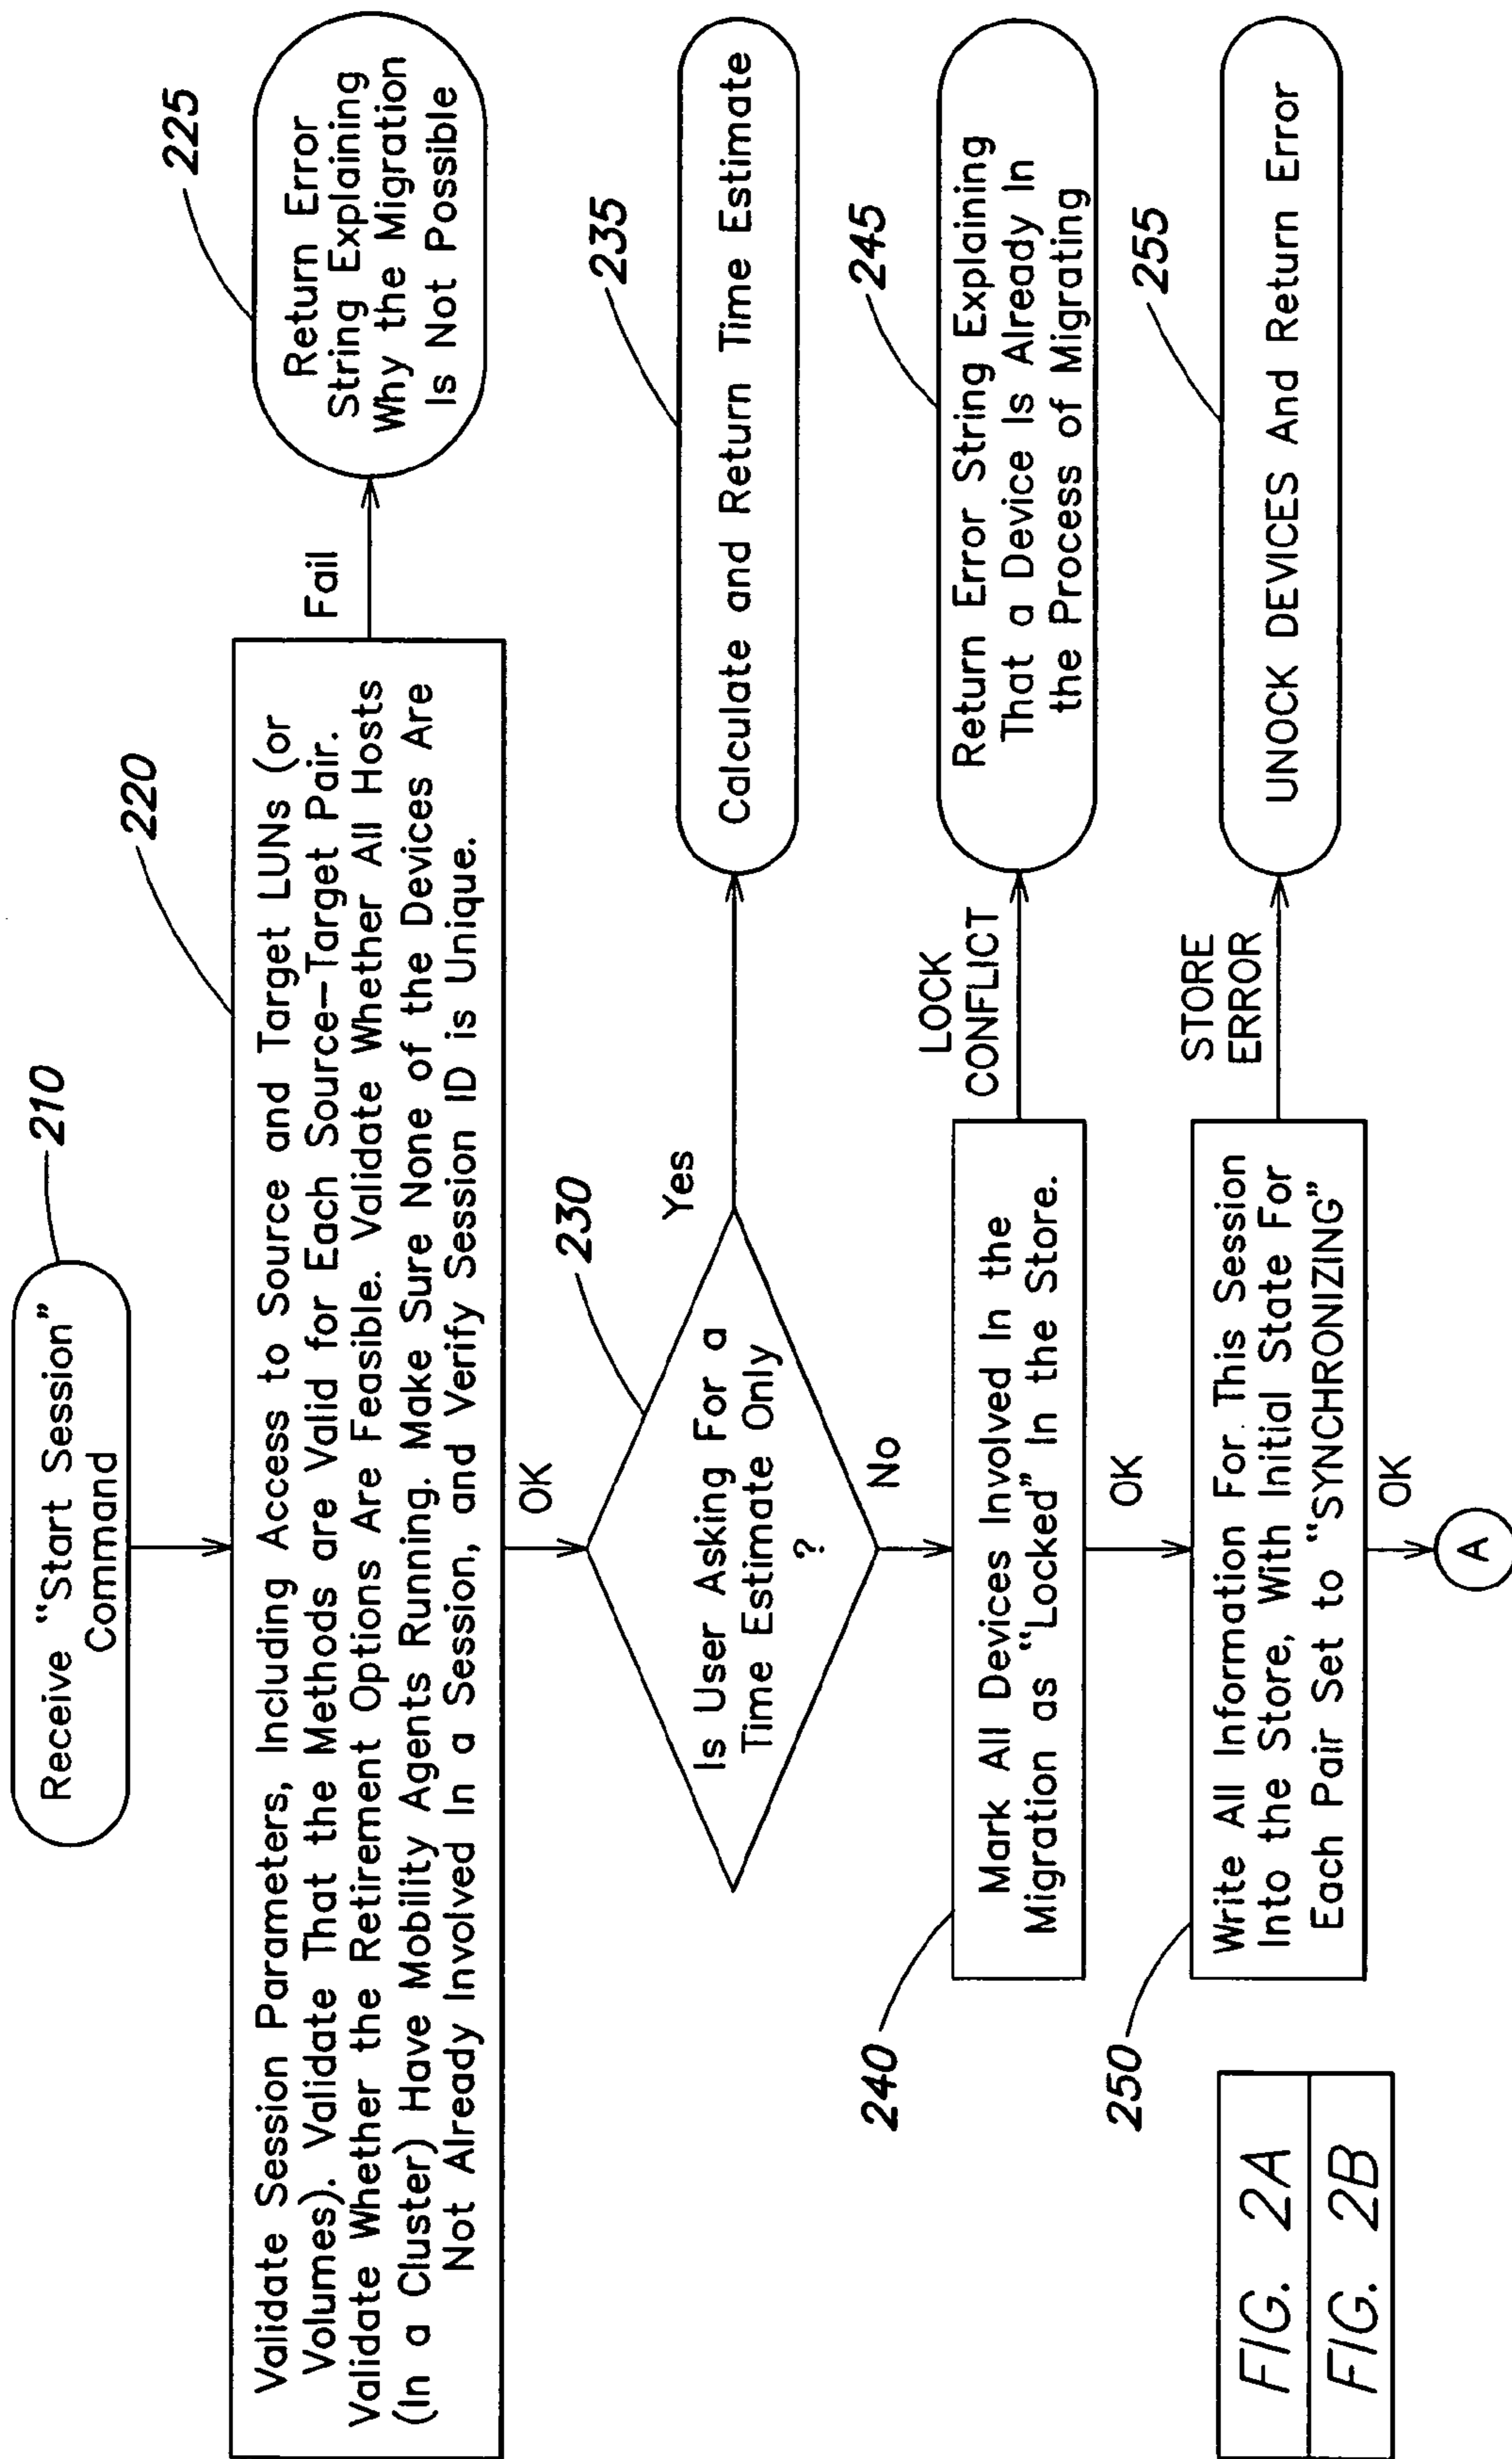 210
Receive "Start Session"
Command
220
Validate Session Parameters, Including Access to Source and Target LUNs (or
Volumes). Validate That the Methods are Valid for Each Source-Target Pair.
Validate Whether the Retirement Options Are Feasible. Validate Whether All Hosts
(In a Cluster) Have Mobility Agents Running. Make Sure None of the Devices Are
Not Already Involved In a Session, and Verify Session ID is Unique.
Fail
225
Return Error
String Explaining
Why the Migration
Is Not Possible
OK
230
Is User Asking For a
Time Estimate Only
?
Yes
235
Calculate and Return Time Estimate
No
240
Mark All Devices Involved In the
Migration as "Locked" In the Store.
LOCK
CONFLICT
245
Return Error String Explaining
That a Device Is Already In
the Process of Migrating
OK
250
Write All Information For This Session
Into the Store, With Initial State For
Each Pair Set to "SYNCHRONIZING"
STORE
ERROR
255
UNOCK DEVICES And Return Error
OK
A
FIG. 2A
FIG. 2B